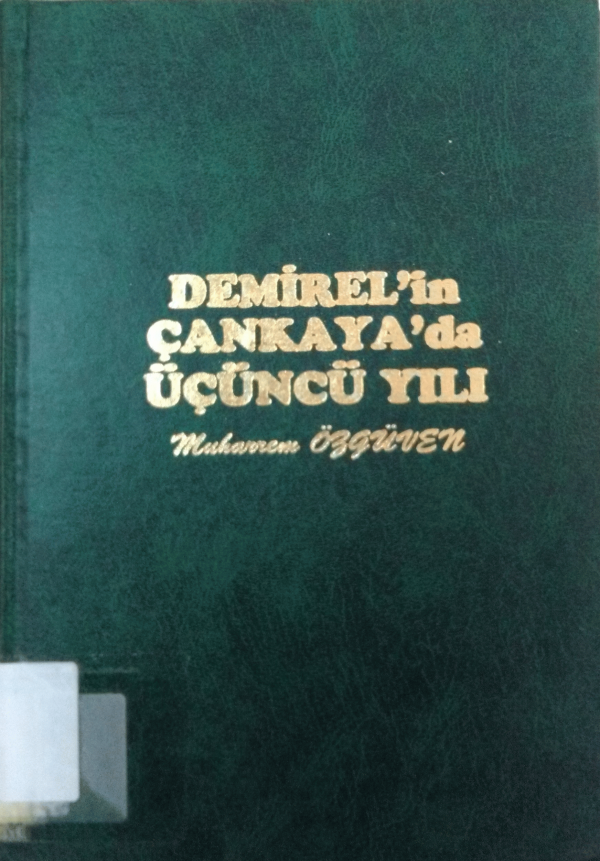 DEMİREL'in
ÇANKAYA'da
ÜÇÜNCÜ YILI
Muharrem ÖZGÜVEN